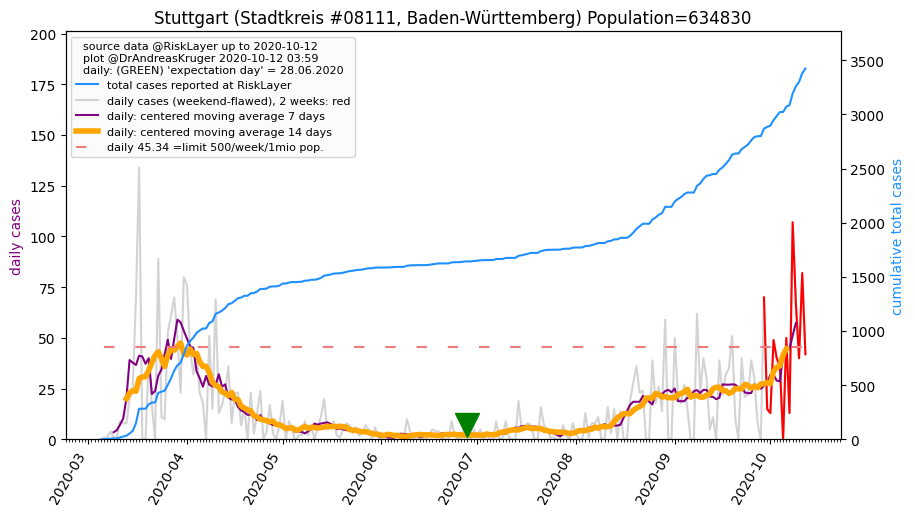 Stuttgart (Stadtkreis #08111, Baden-Württemberg) Population=634830
source data @RiskLayer up to 2020-10-12
plot @DrAndreasKruger 2020-10-12 03:59
daily: (GREEN) 'expectation day' = 28.06.2020
total cases reported at RiskLayer
daily cases (weekend-flawed), 2 weeks: red
daily: centered moving average 7 days
daily: centered moving average 14 days
daily 45.34 =limit 500/week/1mio pop.
daily cases
200
175
150
125
100
75
50
25
0
3500
3000
2500
2000
1500
1000
500
0
cumulative total cases
2020-03
2020-04
2020-05
2020-06
2020-07
2020-08
2020-09
2020-10